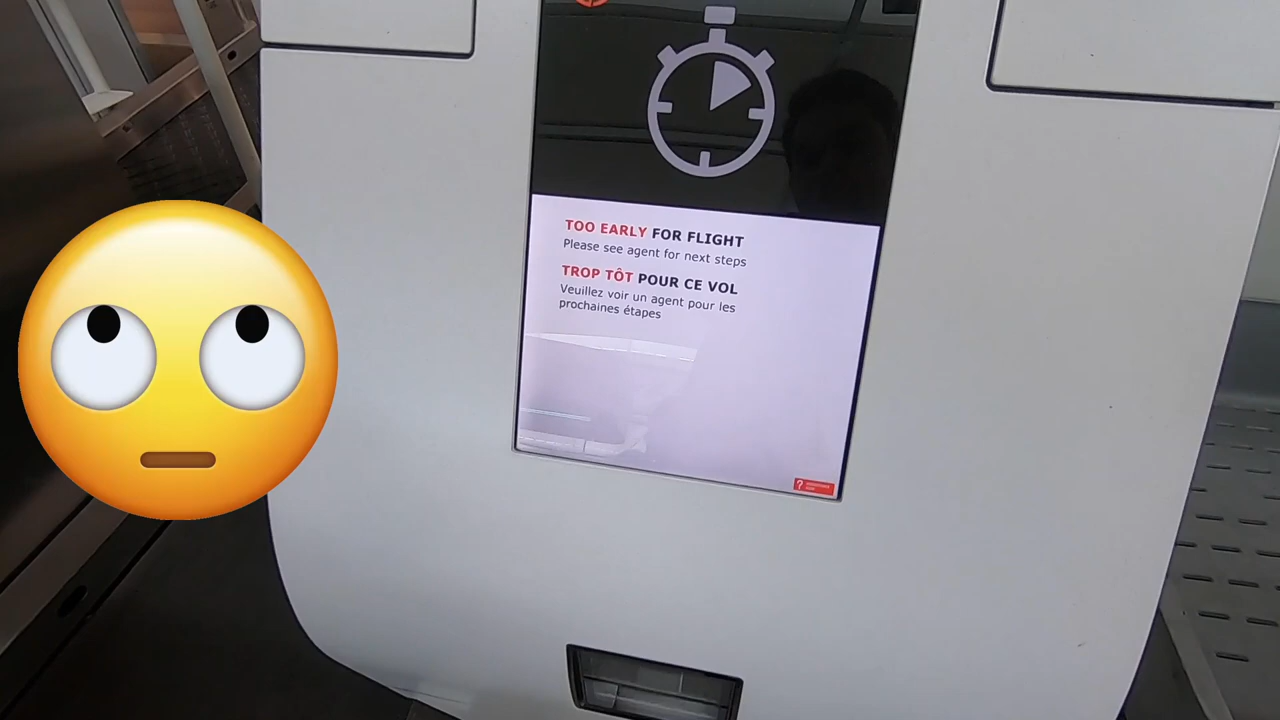 TOO EARLY FOR FLIGHT
Please see agent for next steps
TROP TÔT POUR CE VOL
Veuillez voir un agent pour les
prochaines étapes